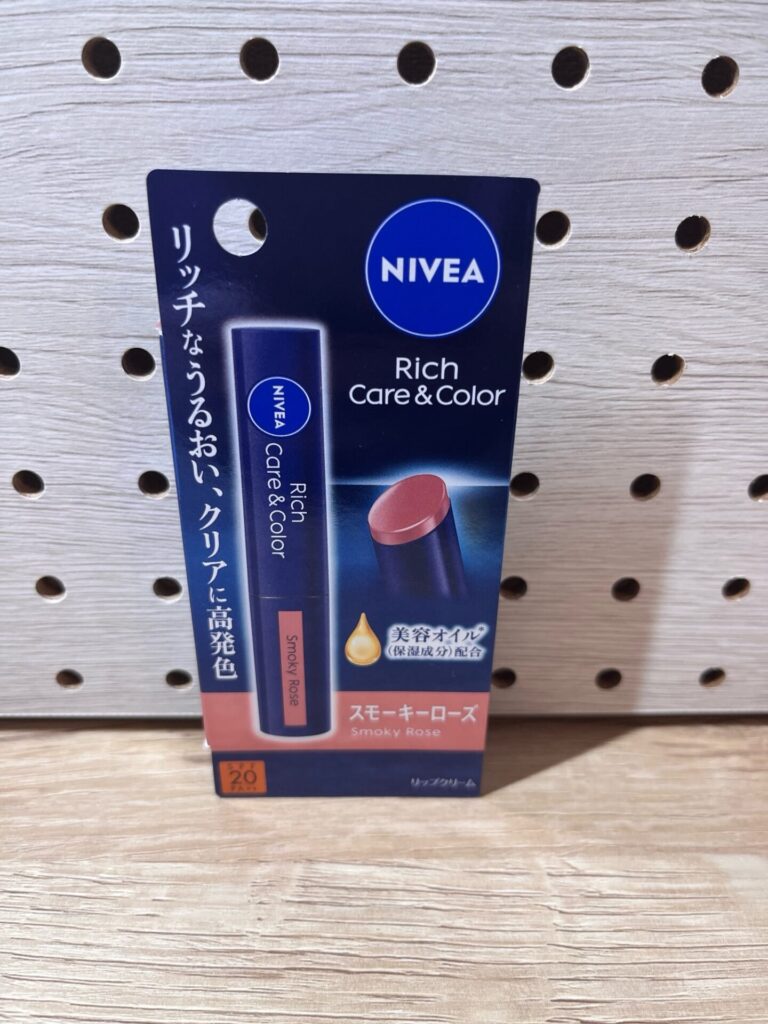 リッチなうるおい、クリアに高発色
NIVEA
Rich
Care & Color
NIVEA
Rich
Care & Color
Smoky Rose
美容オイル*
(保湿成分)配合
スモーキーローズ
Smoky Rose
SPF
20
PA++
リップクリーム